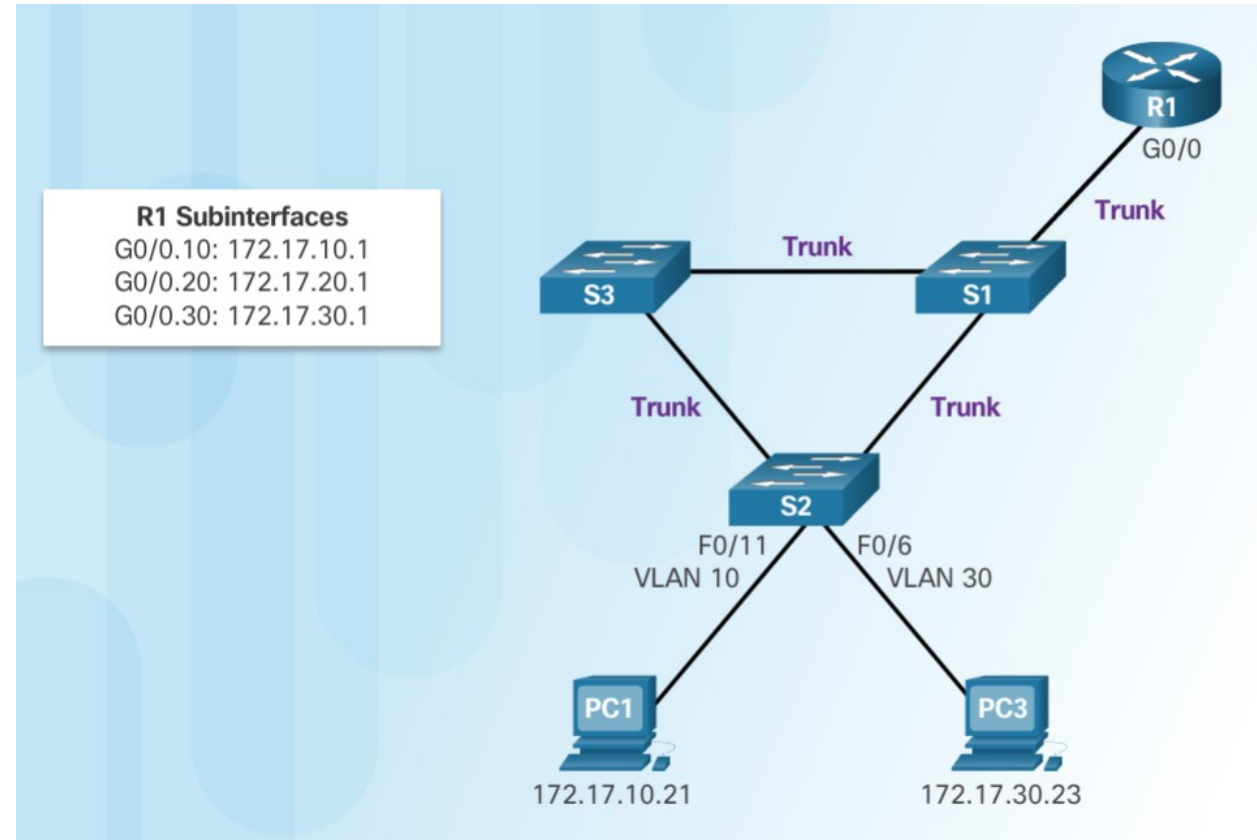 R1
G0/0
Trunk
R1 Subinterfaces
G0/0.10: 172.17.10.1
G0/0.20: 172.17.20.1
G0/0.30: 172.17.30.1
Trunk
S3
S1
Trunk
Trunk
S2
F0/11
F0/6
VLAN 10
VLAN 30
PC1
PC3
172.17.10.21
172.17.30.23